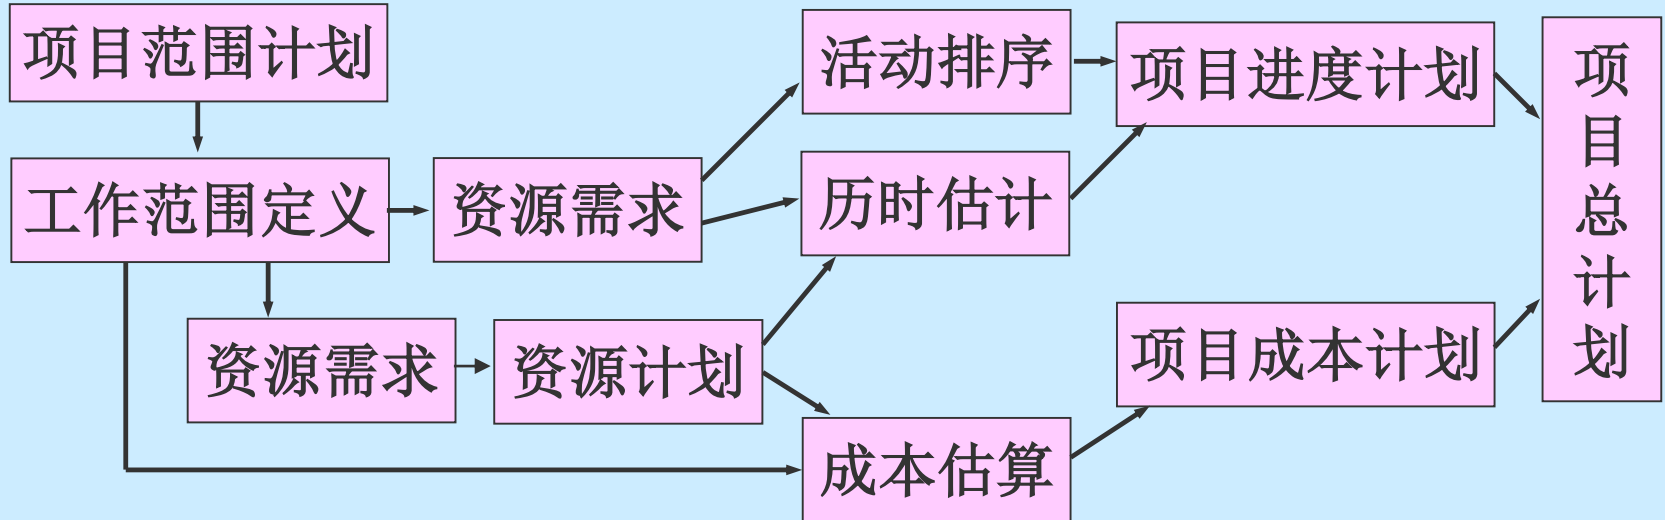 项目范围计划
工作范围定义
资源需求
资源需求
资源计划
活动排序
历时估计
成本估算
项目进度计划
项目成本计划
项目总计划